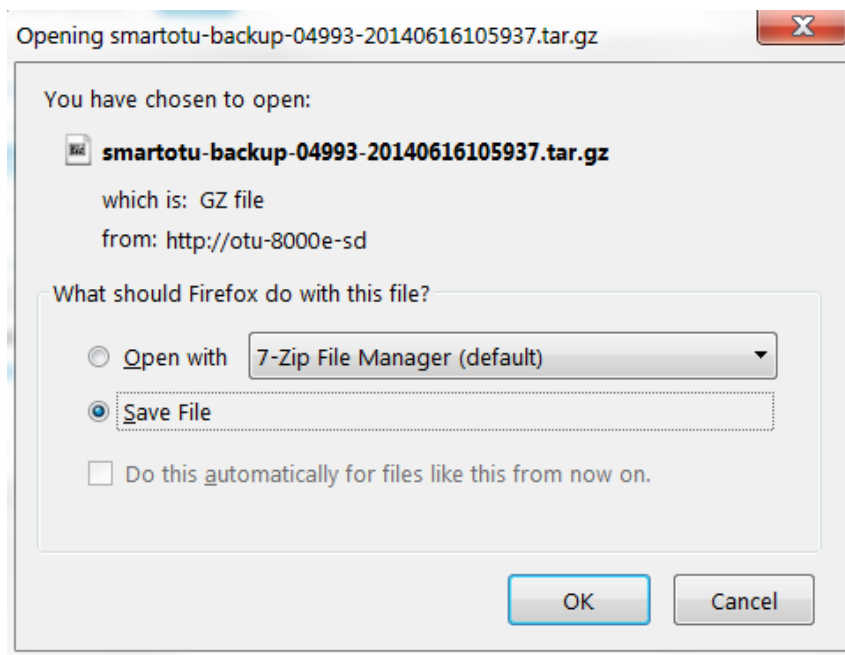 Opening smartotu-backup-04993-20140616105937.tar.gz
X
You have chosen to open:
smartotu-backup-04993-20140616105937.tar.gz
which is: GZ file
from: http://otu-8000e-sd
What should Firefox do with this file?
Open with 7-Zip File Manager (default)
Save File
Do this automatically for files like this from now on.
OK Cancel